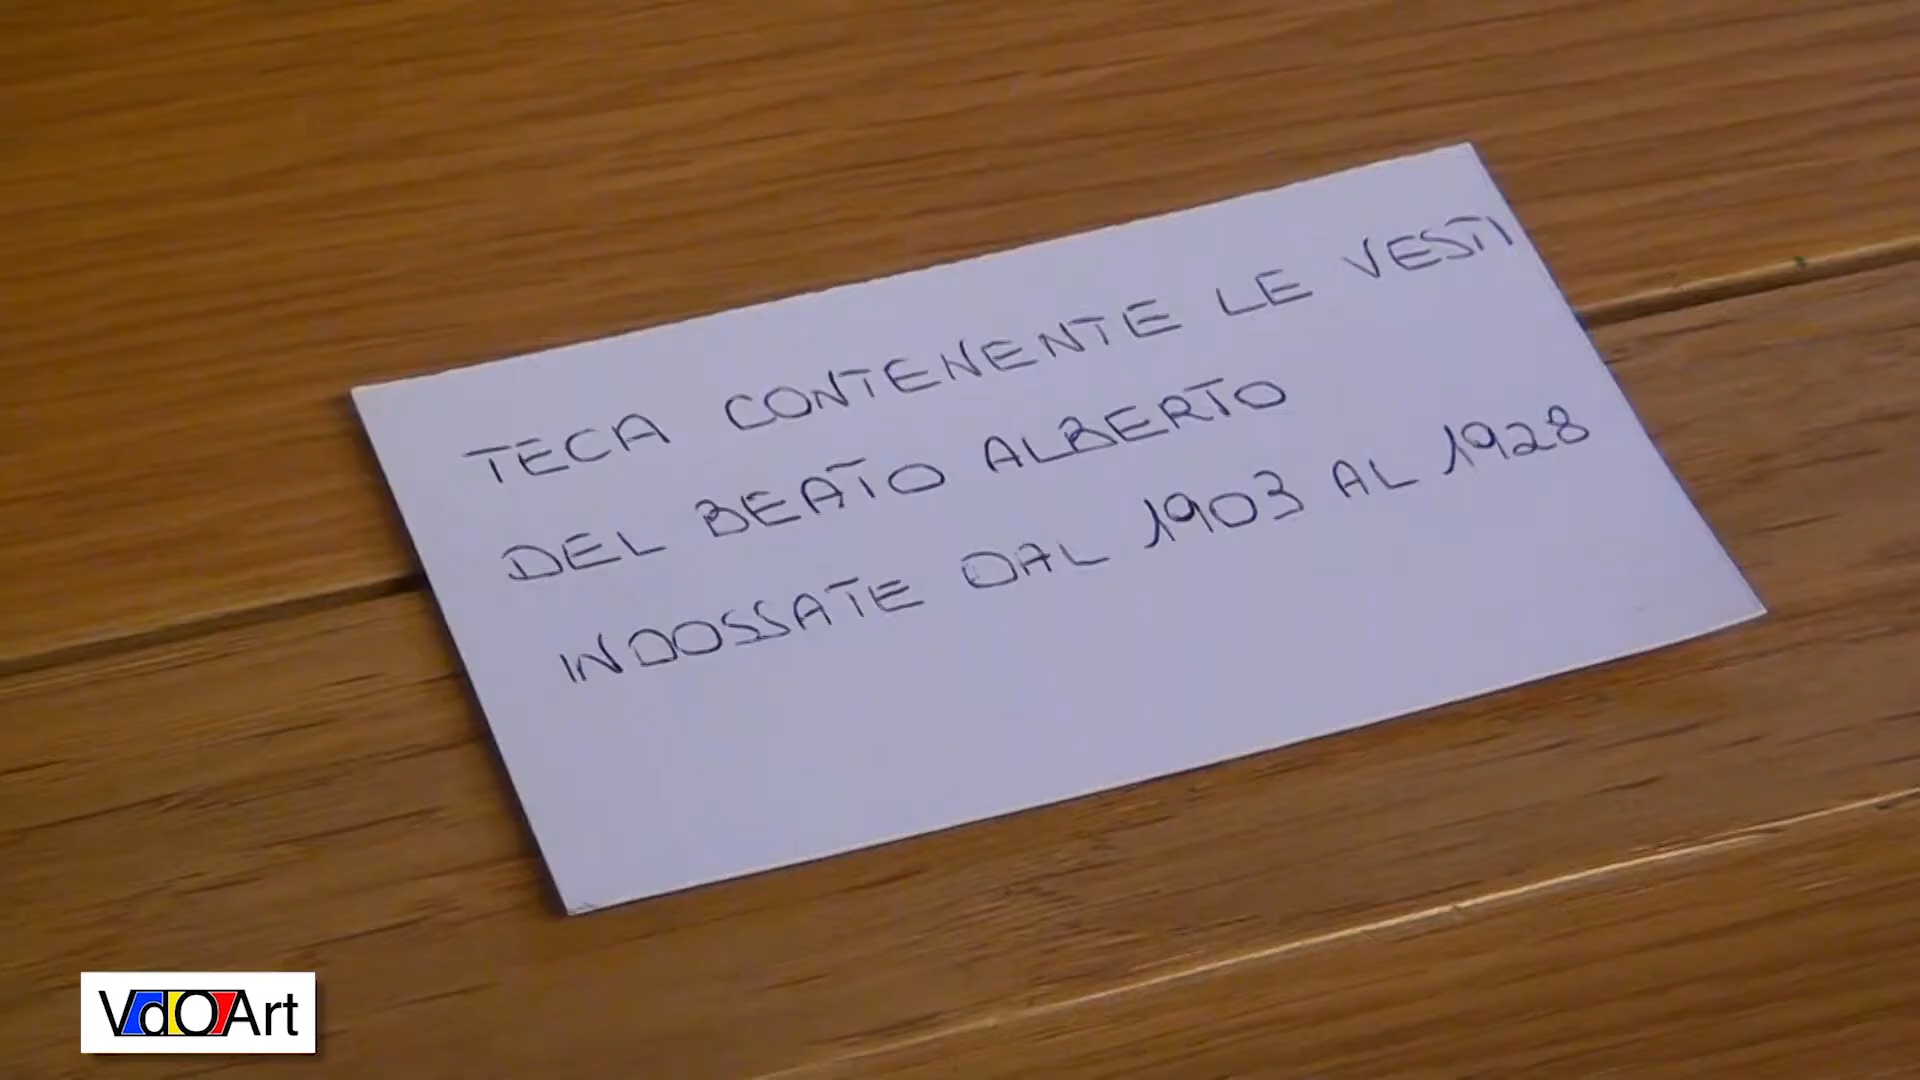 TECA CONTENENTE LE VESTI
DEL BEATO ALBERTO
INDOSSATE DAL 1903 AL 1928
VdOArt